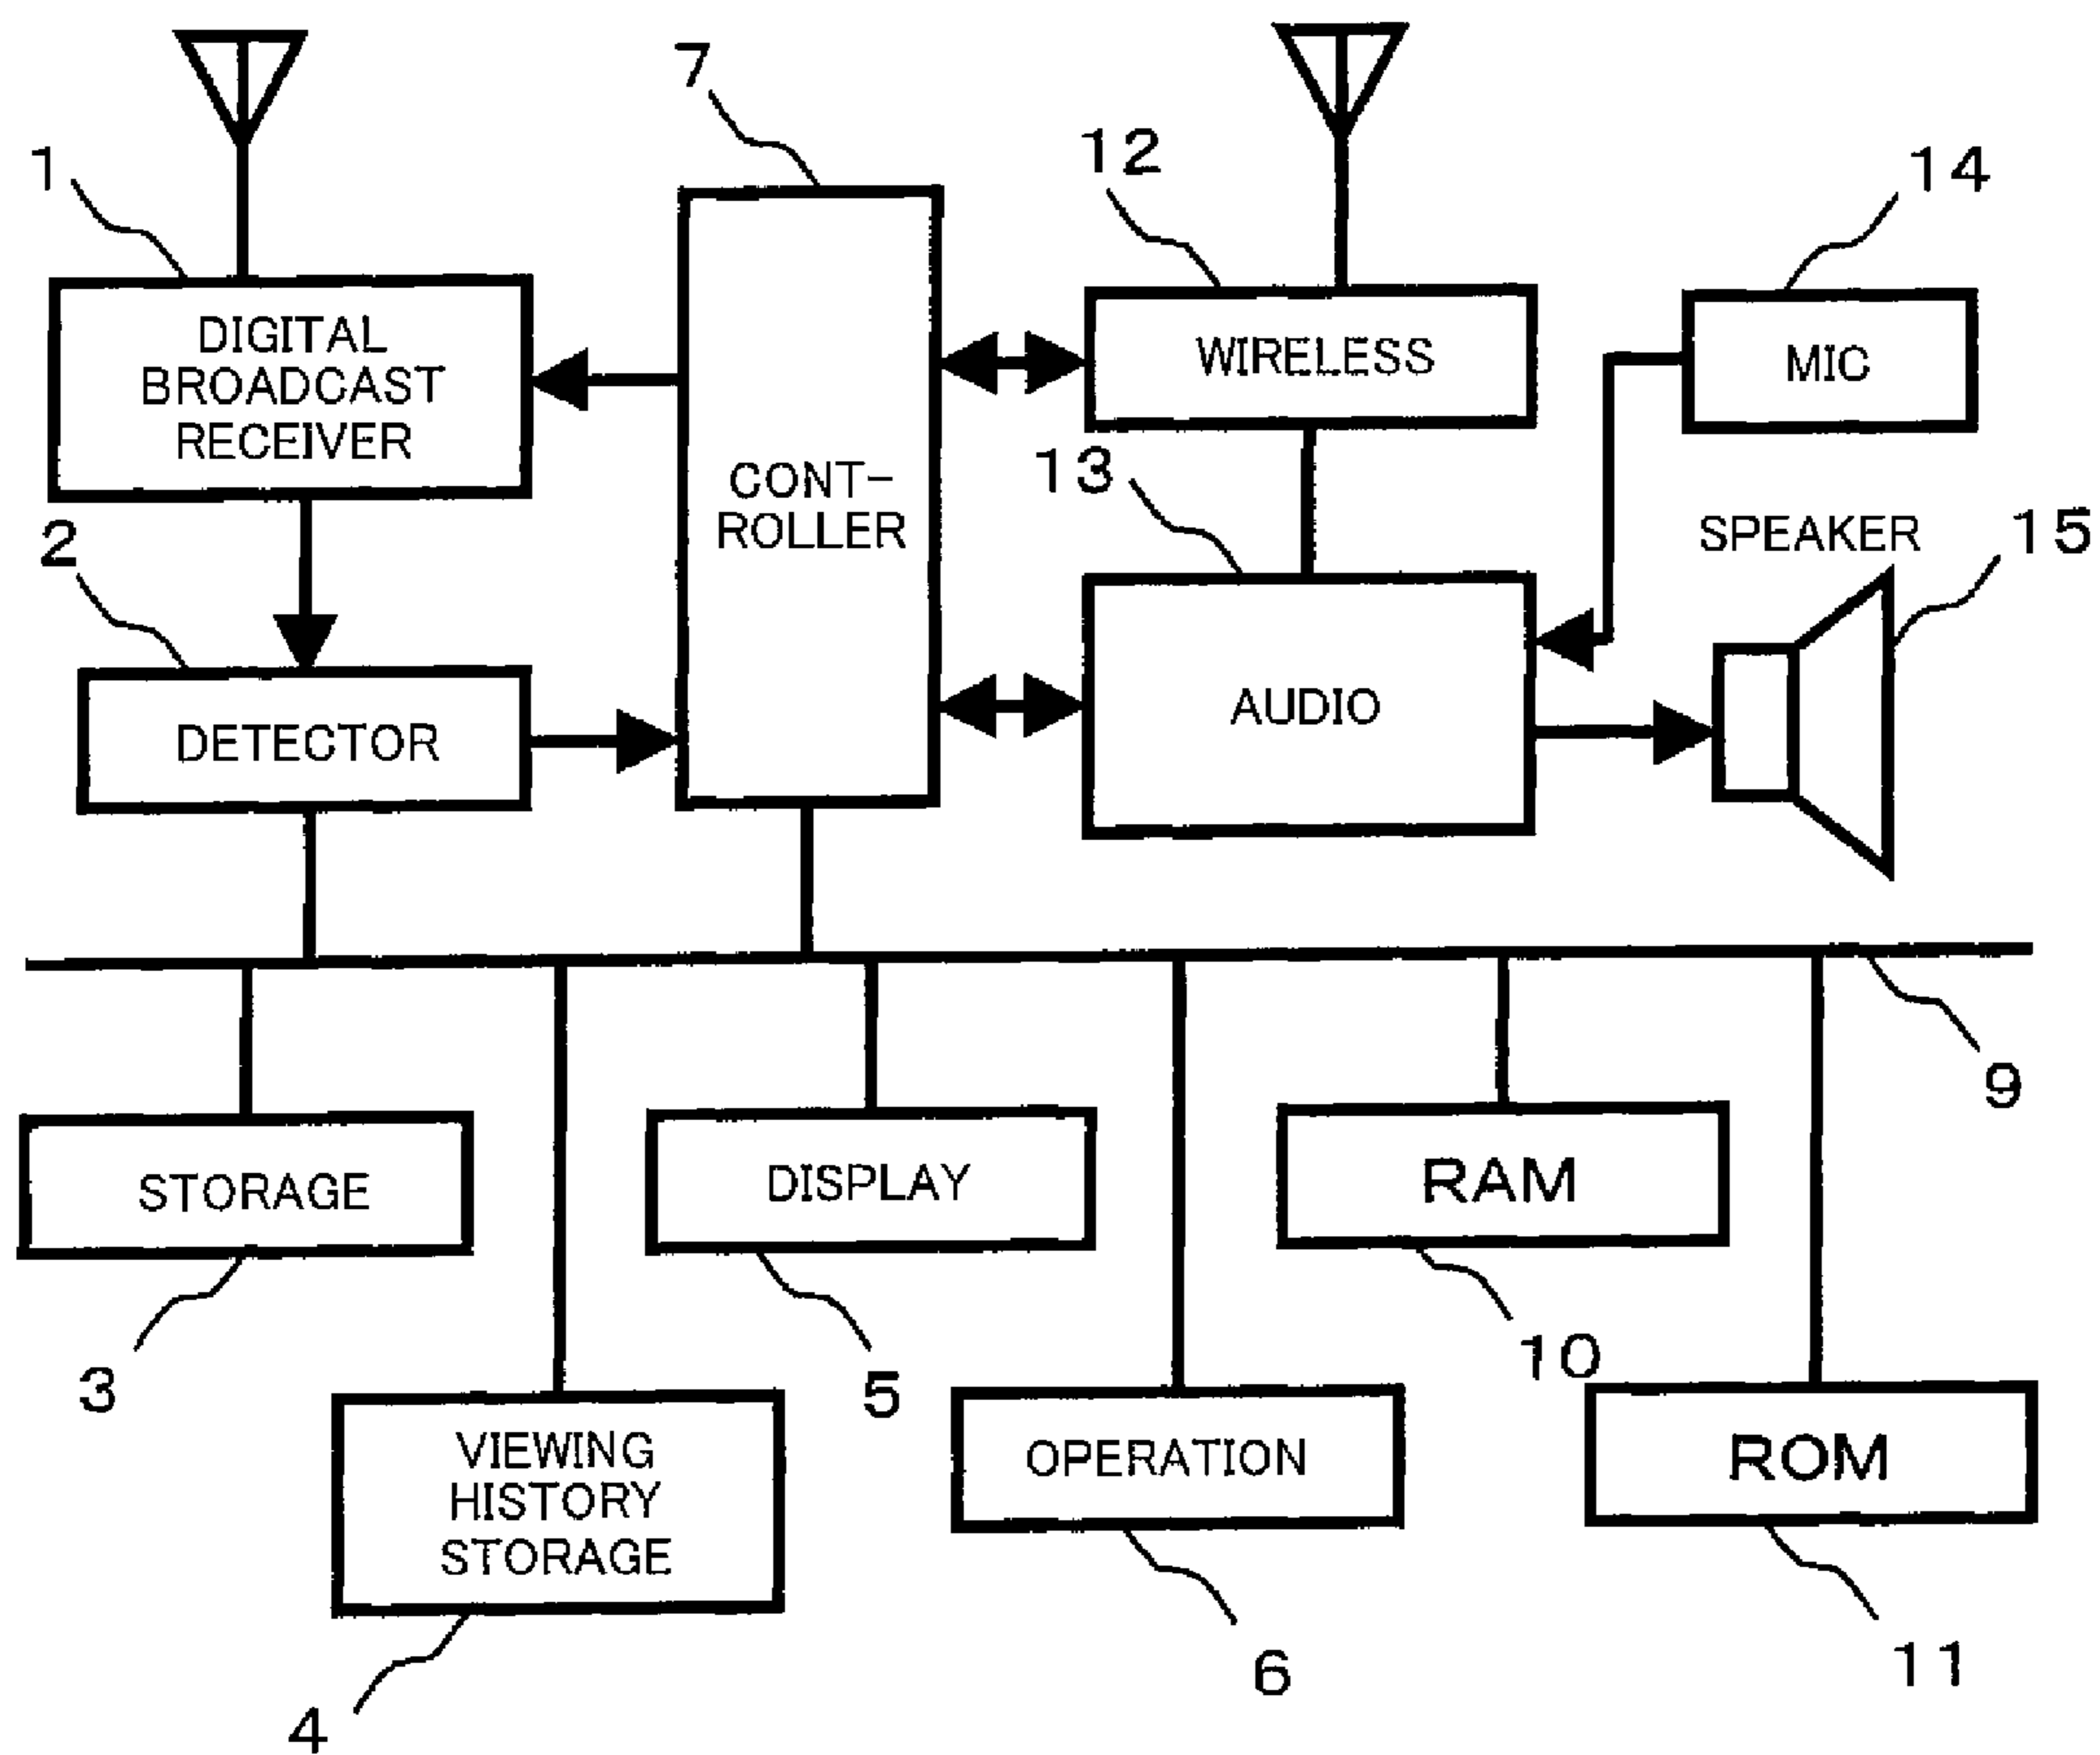 7
12
1
14
DIGITAL
BROADCAST
RECEIVER
WIRELESS
MIC
CONT-
ROLLER
13
SPEAKER
15
2
DETECTOR
AUDIO
9
STORAGE
DISPLAY
RAM
3
5
10
VIEWING
HISTORY
STORAGE
OPERATION
ROM
4
6
11